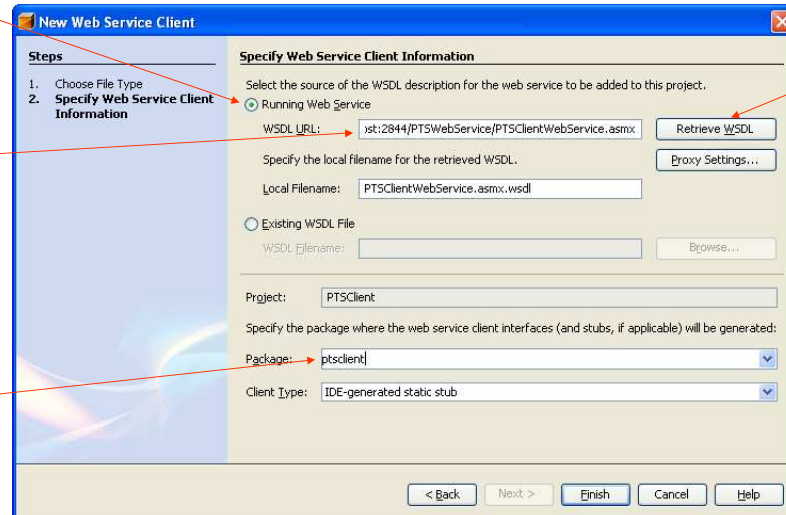 New Web Service Client
Steps
1. Choose File Type
2. Specify Web Service Client
Information
Specify Web Service Client Information
Select the source of the WSDL description for the web service to be added to this project.
Running Web Service
WSDL URL: ost:2844/PTSWebService/PTSClientWebService.asmx Retrieve WSDL
Specify the local filename for the retrieved WSDL. Proxy Settings...
Local Filename: PTSClientWebService.asmx.wsdl
Existing WSDL File
WSDL Filename: Browse...
Project: PTSClient
Specify the package where the web service client interfaces (and stubs, if applicable) will be generated:
Package: ptsclient
Client Type: IDE-generated static stub
< Back Next > Finish Cancel Help